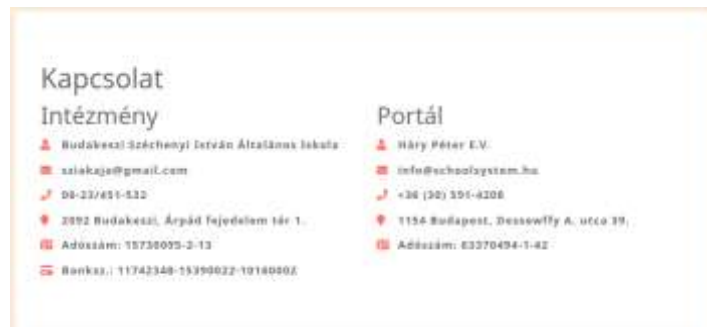 Kapcsolat
Intézmény
Budakeszi Széchenyi István Általános Iskola
sziakaja@gmail.com
06-23/451-532
2092 Budakeszi, Árpád fejedelem tér 1.
Adószám: 15736095-2-13
Banksz.: 11742348-15390022-10160002
Portál
Háry Péter E.V.
info@schoolsystem.hu
+36 (30) 591-4208
1154 Budapest, Dessewffy A. utca 39.
Adószám: 63370494-1-42